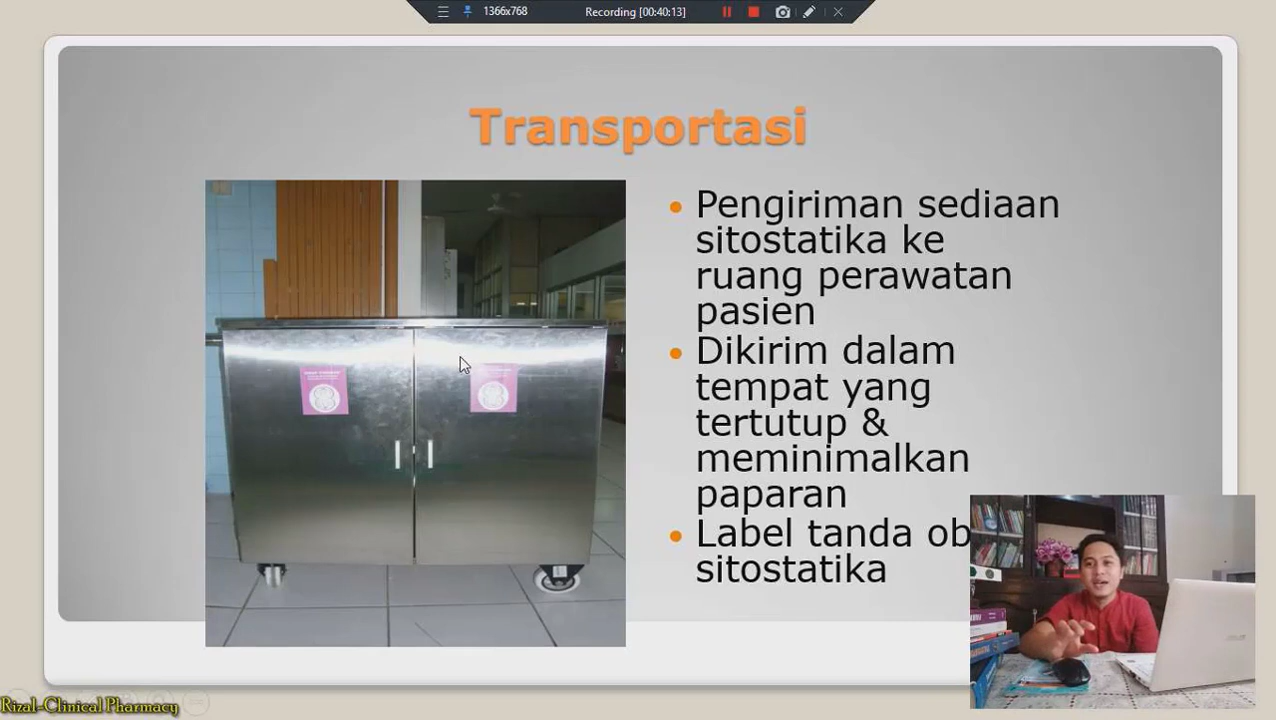 1366x768
Recording [00:40:13]
Transportasi
Pengiriman sediaan
sitostatika ke
ruang perawatan
pasien
Dikirim dalam
tempat yang
tertutup &
meminimalkan
paparan
Label tanda ob
sitostatika
Rizal-Clinical Pharmacy